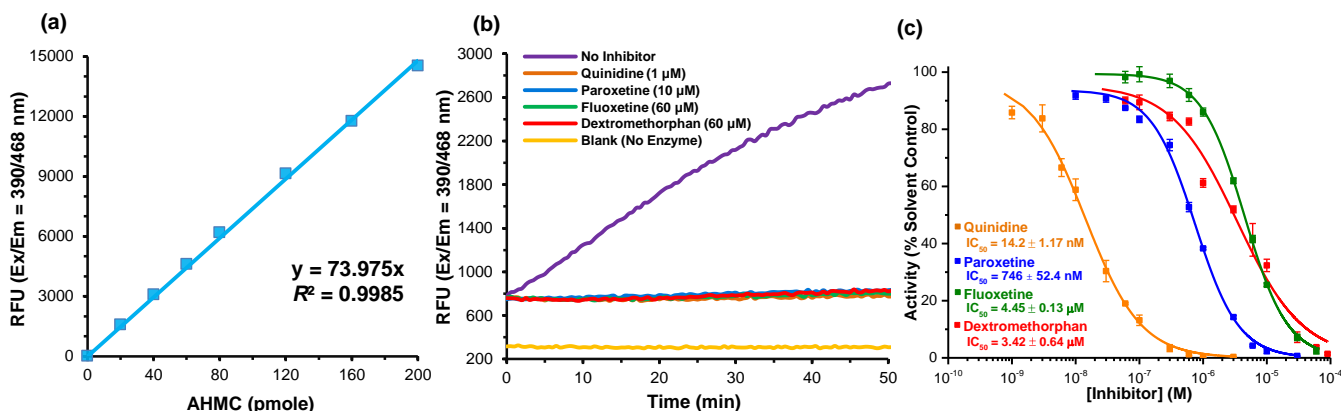 (a)
RFU (Ex/Em = 390/468 nm)
15000
12000
9000
6000
3000
0
y = 73.975x
R² = 0.9985
0 40 80 120 160 200
AHMC (pmole)
(b)
RFU (Ex/Em = 390/468 nm)
3000
2600
2200
1800
1400
1000
600
200
No Inhibitor
Quinidine (1 µM)
Paroxetine (10 µM)
Fluoxetine (60 µM)
Dextromethorphan (60 µM)
Blank (No Enzyme)
0 10 20 30 40 50
Time (min)
(c)
Activity (% Solvent Control)
100
80
60
40
20
0
Quinidine
IC₅₀ = 14.2 ± 1.17 nM
Paroxetine
IC₅₀ = 746 ± 52.4 nM
Fluoxetine
IC₅₀ = 4.45 ± 0.13 µM
Dextromethorphan
IC₅₀ = 3.42 ± 0.64 µM
10⁻¹⁰ 10⁻⁹ 10⁻⁸ 10⁻⁷ 10⁻⁶ 10⁻⁵ 10⁻⁴
[Inhibitor] (M)